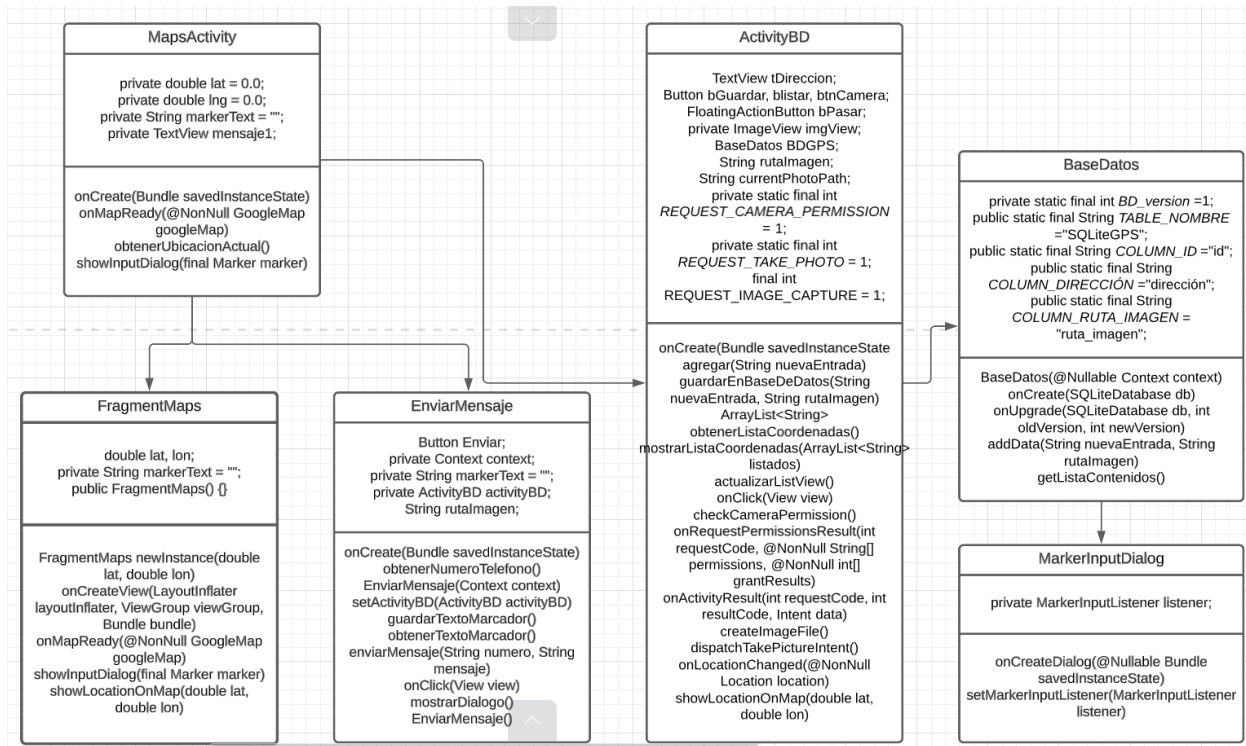 MapsActivity
private double lat = 0.0;
private double lng = 0.0;
private String markerText = "";
private TextView mensaje1;
onCreate(Bundle savedInstanceState)
onMapReady(@NonNull GoogleMap
googleMap)
obtenerUbicacionActual()
showInputDialog(final Marker marker)
FragmentMaps
double lat, lon;
private String markerText = "";
public FragmentMaps() {}
FragmentMaps newInstance(double
lat, double lon)
onCreateView(LayoutInflater
layoutInflater, ViewGroup viewGroup,
Bundle bundle)
onMapReady(@NonNull GoogleMap
googleMap)
showInputDialog(final Marker marker)
showLocationOnMap(double lat,
double lon)
EnviarMensaje
Button Enviar;
private Context context;
private String markerText = "";
private ActivityBD activityBD;
String rutaImagen;
onCreate(Bundle savedInstanceState)
obtenerNumeroTelefono()
EnviarMensaje(Context context)
setActivityBD(ActivityBD activityBD)
guardarTextoMarcador()
obtenerTextoMarcador()
enviarMensaje(String numero, String
mensaje)
onClick(View view)
mostrarDialogo()
EnviarMensaje()
ActivityBD
TextView tDireccion;
Button bGuardar, blistar, btnCamera;
FloatingActionButton bPasar;
private ImageView imgView;
BaseDatos BDGPS;
String rutaImagen;
String currentPhotoPath;
private static final int
REQUEST_CAMERA_PERMISSION
= 1;
private static final int
REQUEST_TAKE_PHOTO = 1;
final int
REQUEST_IMAGE_CAPTURE = 1;
onCreate(Bundle savedInstanceState
agregar(String nuevaEntrada)
guardarEnBaseDeDatos(String
nuevaEntrada, String rutaImagen)
ArrayList<String>
obtenerListaCoordenadas()
mostrarListaCoordenadas(ArrayList<String>
listados)
actualizarListView()
onClick(View view)
checkCameraPermission()
onRequestPermissionsResult(int
requestCode, @NonNull String[]
permissions, @NonNull int[]
grantResults)
onActivityResult(int requestCode, int
resultCode, Intent data)
createImageFile()
dispatchTakePictureIntent()
onLocationChanged(@NonNull
Location location)
showLocationOnMap(double lat,
double lon)
BaseDatos
private static final int BD_version =1;
public static final String TABLE_NOMBRE
="SQLiteGPS";
public static final String COLUMN_ID ="id";
public static final String
COLUMN_DIRECCIÓN ="dirección";
public static final String
COLUMN_RUTA_IMAGEN =
"ruta_imagen";
BaseDatos(@Nullable Context context)
onCreate(SQLiteDatabase db)
onUpgrade(SQLiteDatabase db, int
oldVersion, int newVersion)
addData(String nuevaEntrada, String
rutaImagen)
getListaContenidos()
MarkerInputDialog
private MarkerInputListener listener;
onCreateDialog(@Nullable Bundle
savedInstanceState)
setMarkerInputListener(MarkerInputListener
listener)